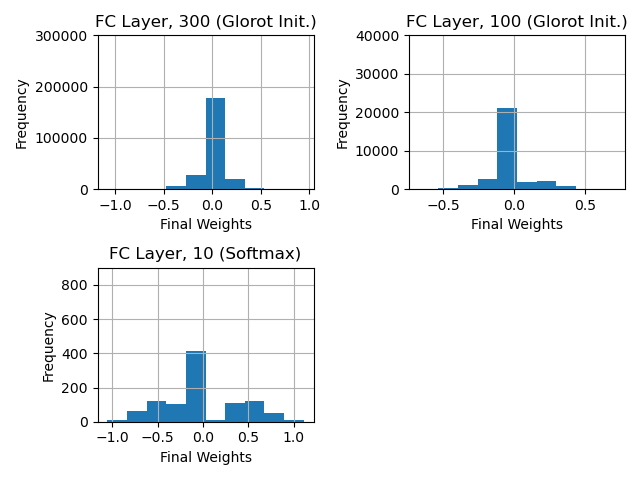 FC Layer, 300 (Glorot Init.)
300000
200000
100000
0
Frequency
−1.0 −0.5 0.0 0.5 1.0
Final Weights
FC Layer, 100 (Glorot Init.)
40000
30000
20000
10000
0
Frequency
−0.5 0.0 0.5
Final Weights
FC Layer, 10 (Softmax)
800
600
400
200
0
Frequency
−1.0 −0.5 0.0 0.5 1.0
Final Weights